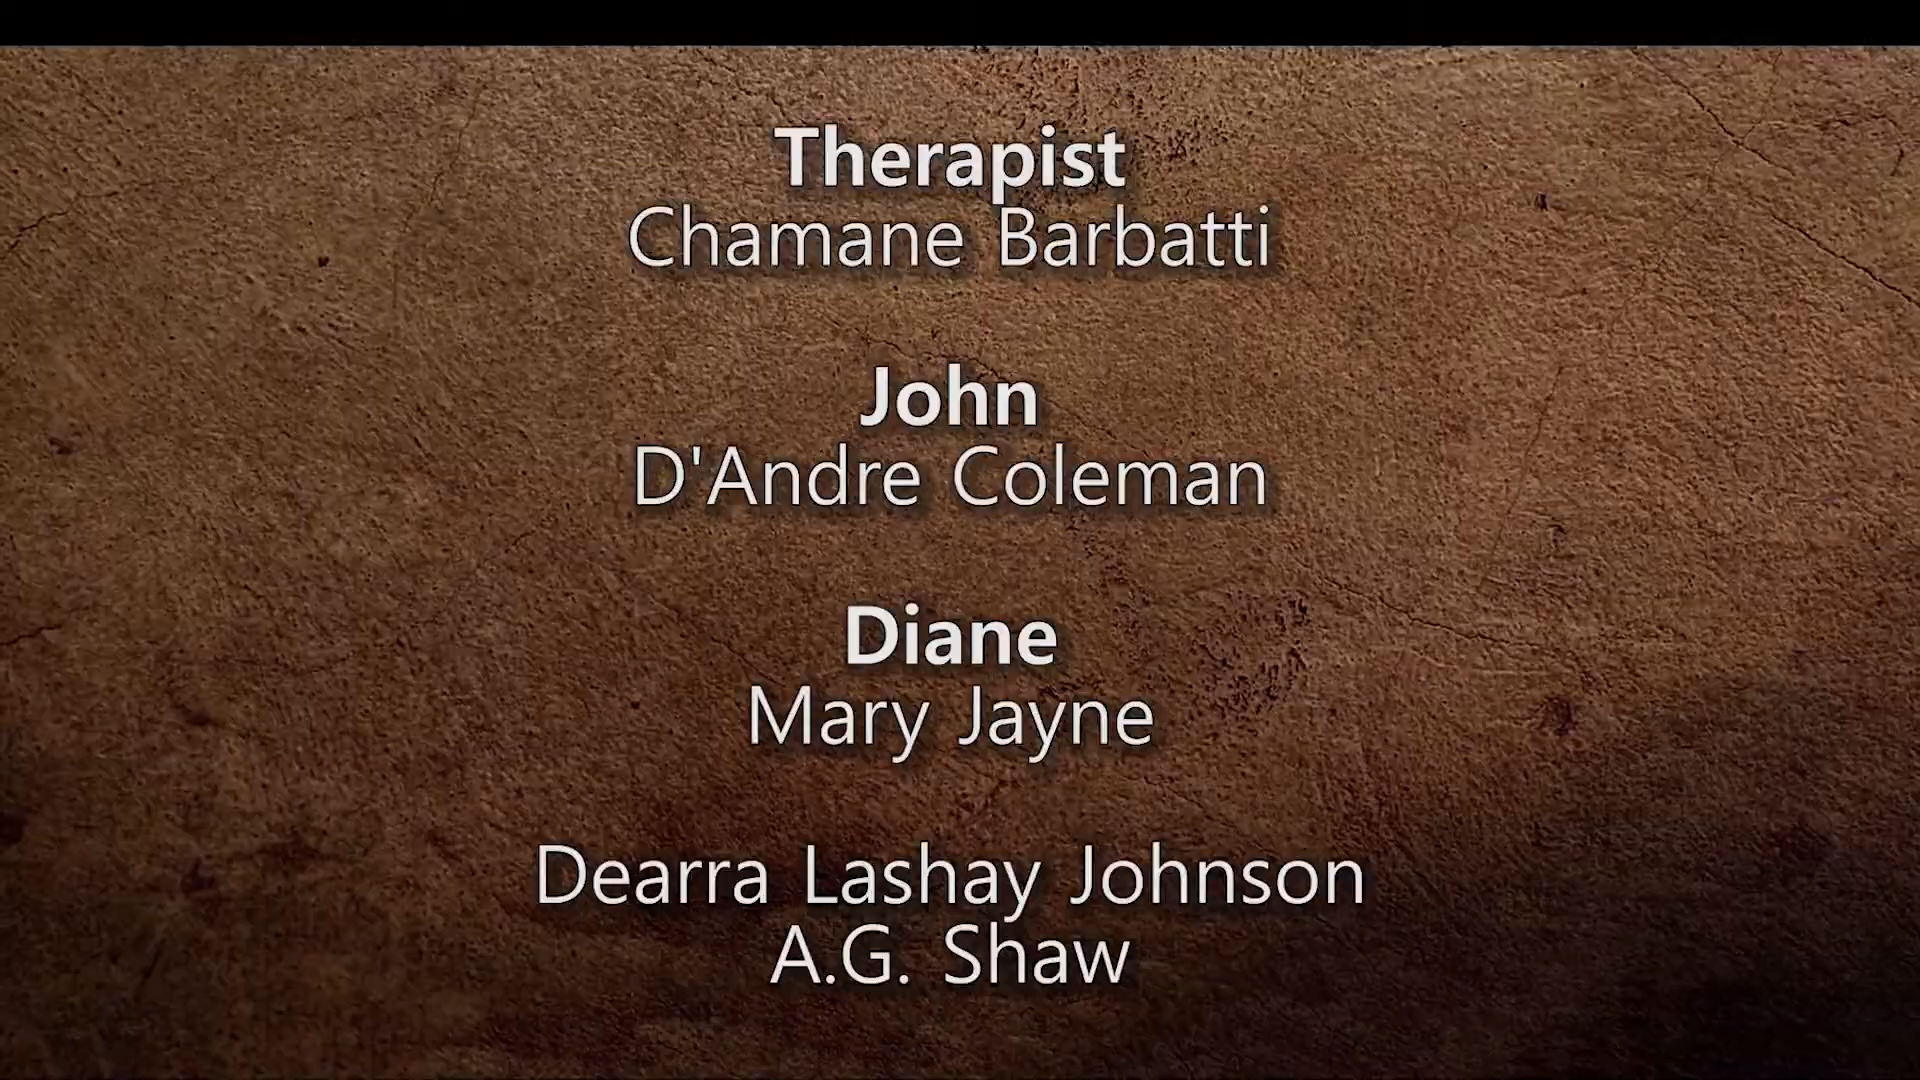 Therapist
Chamane Barbatti
John
D'Andre Coleman
Diane
Mary Jayne
Dearra Lashay Johnson
A.G. Shaw